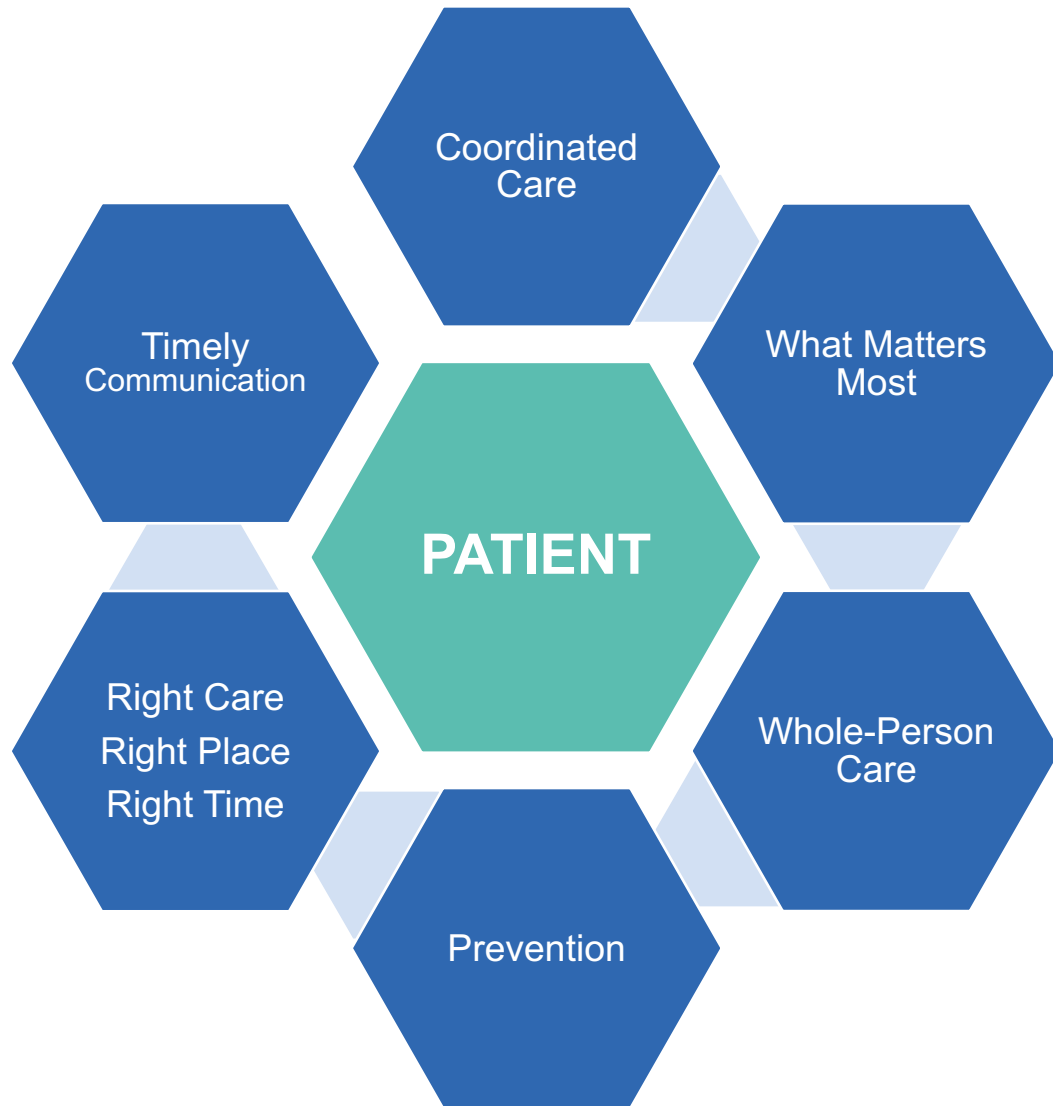 Coordinated
Care
Timely
Communication
What Matters
Most
PATIENT
Right Care
Right Place
Right Time
Whole-Person
Care
Prevention